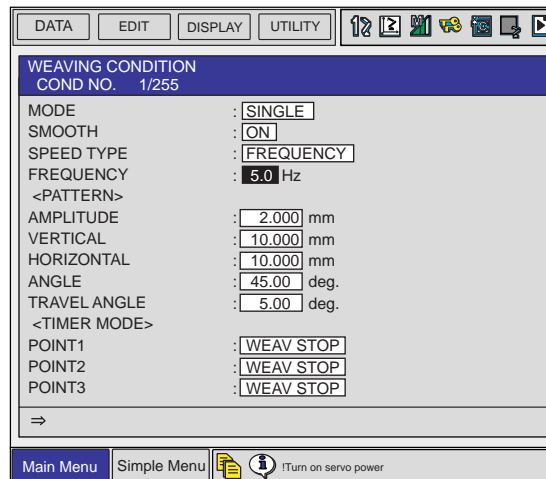 DATA EDIT DISPLAY UTILITY
WEAVING CONDITION
COND NO. 1/255
MODE : SINGLE
SMOOTH : ON
SPEED TYPE : FREQUENCY
FREQUENCY : 5.0 Hz
<PATTERN>
AMPLITUDE : 2.000 mm
VERTICAL : 10.000 mm
HORIZONTAL : 10.000 mm
ANGLE : 45.00 deg.
TRAVEL ANGLE : 5.00 deg.
<TIMER MODE>
POINT1 : WEAV STOP
POINT2 : WEAV STOP
POINT3 : WEAV STOP
⇒
Main Menu Simple Menu !Turn on servo power